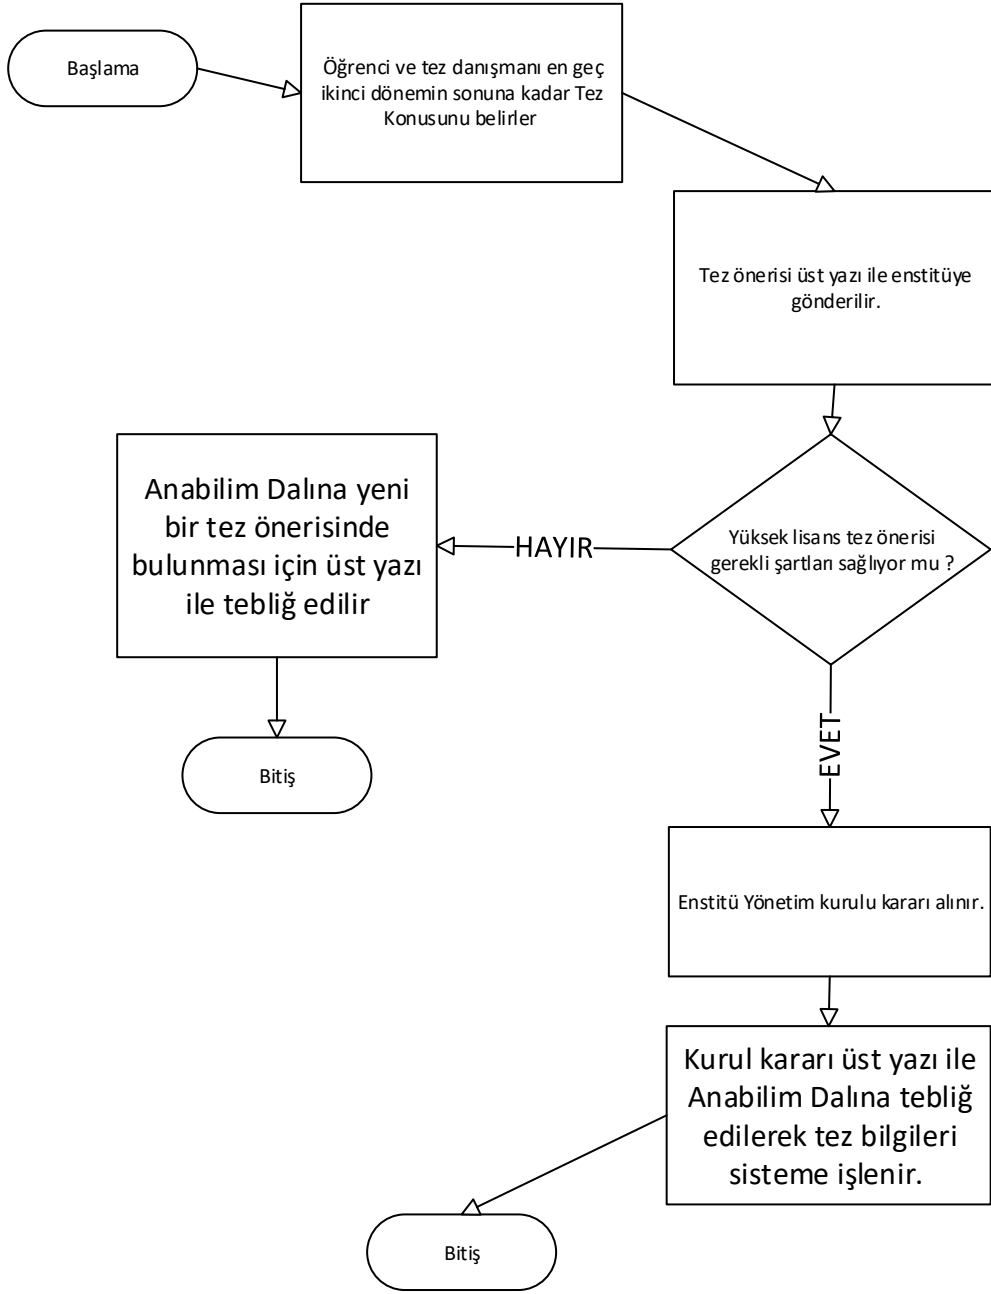 Başlama
Öğrenci ve tez danışmanı en geç
ikinci dönemin sonuna kadar Tez
Konusunu belirler
Tez önerisi üst yazı ile enstitüye
gönderilir.
Yüksek lisans tez önerisi
gerekli şartları sağlıyor mu ?
HAYIR
Anabilim Dalına yeni
bir tez önerisinde
bulunması için üst yazı
ile tebliğ edilir
Bitiş
EVET
Enstitü Yönetim kurulu kararı alınır.
Kurul kararı üst yazı ile
Anabilim Dalına tebliğ
edilerek tez bilgileri
sisteme işlenir.
Bitiş